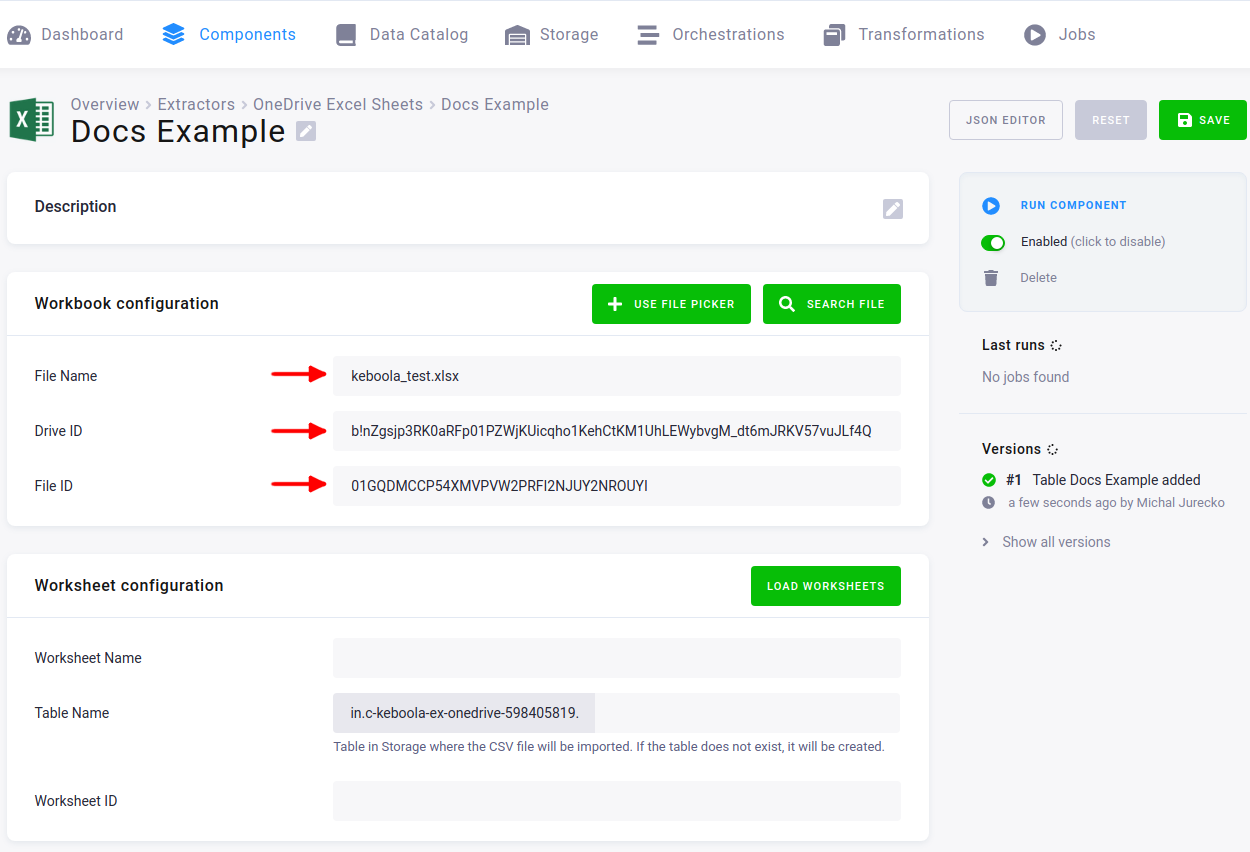 Dashboard Components Data Catalog Storage Orchestrations Transformations Jobs
Overview > Extractors > OneDrive Excel Sheets > Docs Example
Docs Example
JSON EDITOR RESET SAVE
Description
RUN COMPONENT
Enabled (click to disable)
Delete
Workbook configuration USE FILE PICKER SEARCH FILE
File Name keboola_test.xlsx
Drive ID b!nZgsjp3RK0aRFp01PZWjKUicqho1KehCtKM1UhLEWybvgM_dt6mJRKV57vuJLf4Q
File ID 01GQDMCCP54XMVPVW2PRFI2NJUY2NROUYI
Last runs
No jobs found
Versions
#1 Table Docs Example added
a few seconds ago by Michal Jurecko
Show all versions
Worksheet configuration LOAD WORKSHEETS
Worksheet Name
Table Name in.c-keboola-ex-onedrive-598405819.
Table in Storage where the CSV file will be imported. If the table does not exist, it will be created.
Worksheet ID